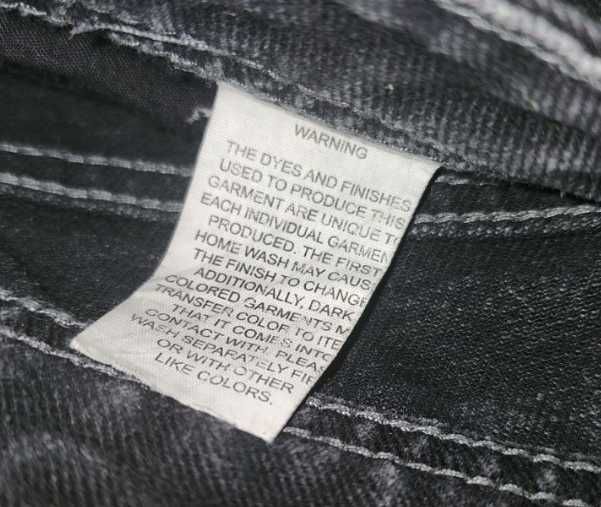 WARNING
THE DYES AND FINISHES
USED TO PRODUCE THIS
GARMENT ARE UNIQUE TO
EACH INDIVIDUAL GARMEN
PRODUCED. THE FIRST
HOME WASH MAY CAUS
THE FINISH TO CHANGE
ADDITIONALLY, DARK
COLORED GARMENTS M
TRANSFER COLOR TO ITE
THAT IT COMES INTO
CONTACT WITH. PLEAS
WASH SEPARATELY FIR
OR WITH OTHER
LIKE COLORS.